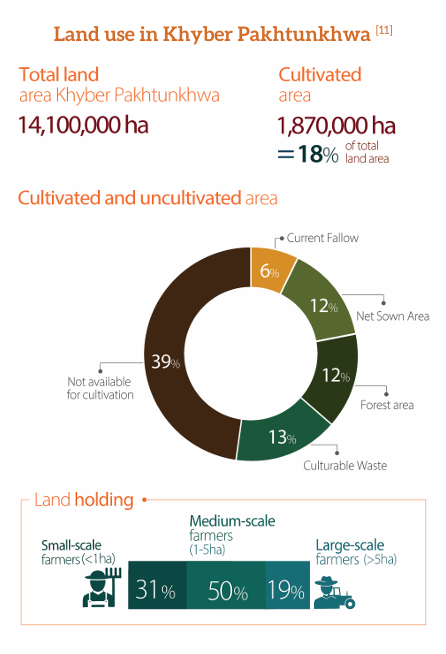 Land use in Khyber Pakhtunkhwa [11]
Total land
area Khyber Pakhtunkhwa
14,100,000 ha
Cultivated
area
1,870,000 ha
=18% of total
land area
Cultivated and uncultivated area
Current Fallow
6%
12%
Net Sown Area
39%
Not available
for cultivation
12%
Forest area
13%
Culturable Waste
Land holding
Small-scale
farmers (<1ha)
Medium-scale
farmers
(1-5ha)
Large-scale
farmers (>5ha)
31%
50%
19%